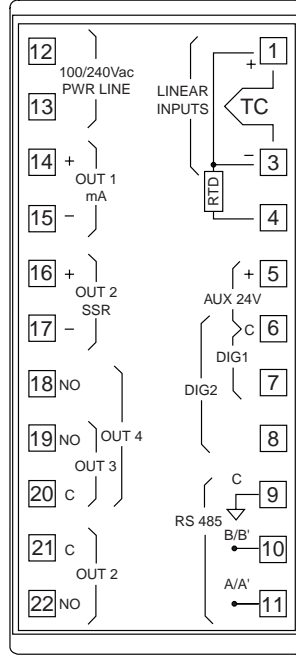 12
100/240Vac
PWR LINE
13
14 +
OUT 1
mA
15 −
16 +
OUT 2
SSR
17 −
18 NO
19 NO
OUT 4
OUT 3
20 C
21 C
OUT 2
22 NO
1
+
LINEAR
INPUTS
TC
− 3
RTD
4
+ 5
AUX 24V
C 6
DIG1
7
DIG2
8
C
9
RS 485
B/B'
10
A/A'
11